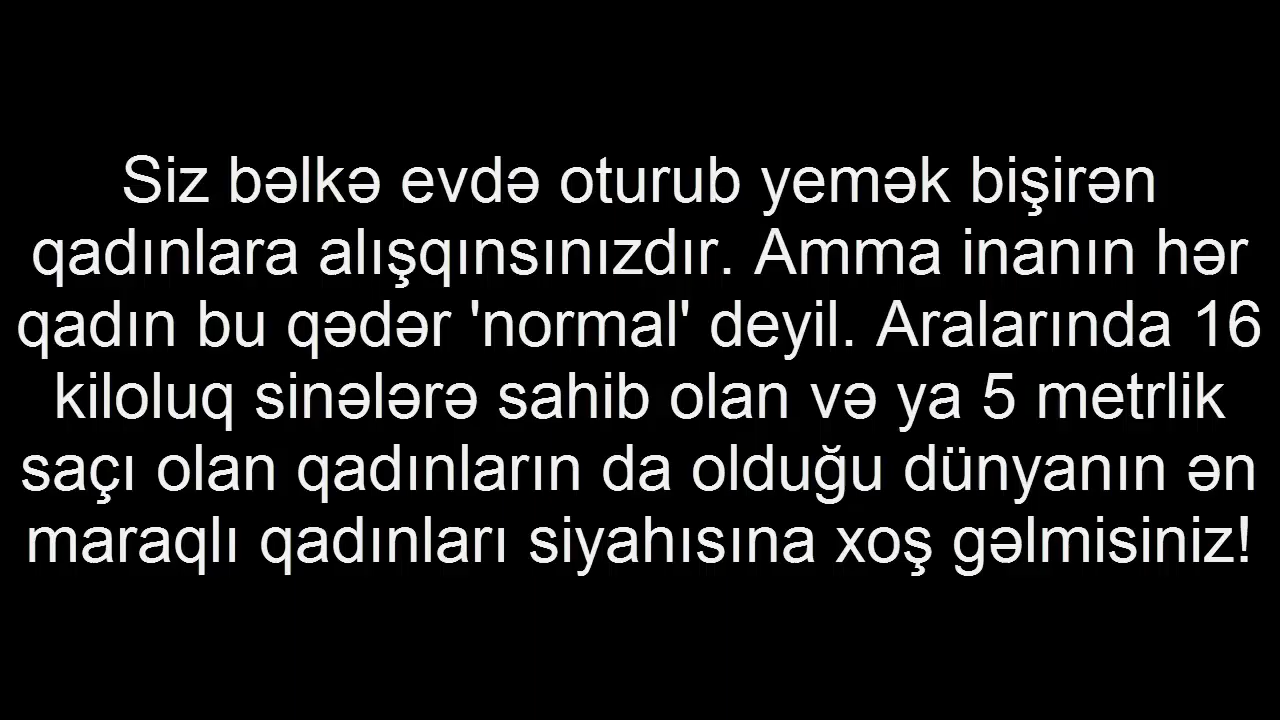 Siz bəlkə evdə oturub yemək bişirən
qadınlara alışqınsınızdır. Amma inanın hər
qadın bu qədər 'normal' deyil. Aralarında 16
kiloluq sinələrə sahib olan və ya 5 metrlik
saçı olan qadınların da olduğu dünyanın ən
maraqlı qadınları siyahısına xoş gəlmisiniz!